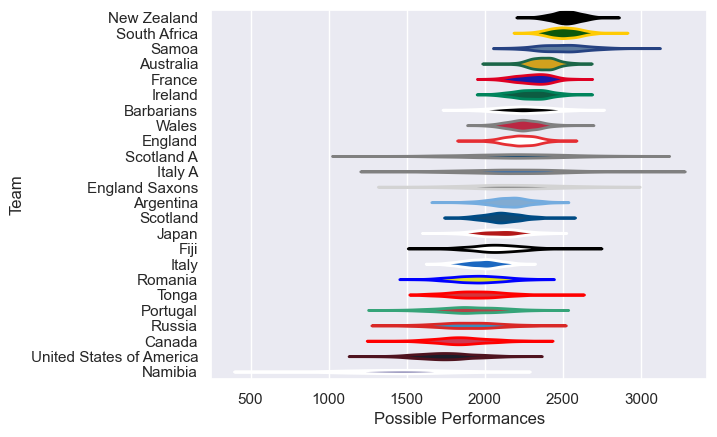 New Zealand
South Africa
Samoa
Australia
France
Ireland
Barbarians
Wales
England
Scotland A
Italy A
England Saxons
Argentina
Scotland
Japan
Fiji
Italy
Romania
Tonga
Portugal
Russia
Canada
United States of America
Namibia
Team
500 1000 1500 2000 2500 3000
Possible Performances